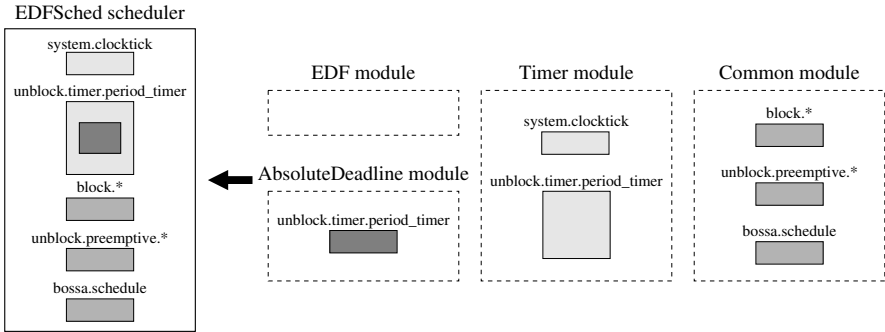 EDFSched scheduler
system.clocktick
unblock.timer.period_timer
block.*
unblock.preemptive.*
bossa.schedule
EDF module
AbsoluteDeadline module
unblock.timer.period_timer
Timer module
system.clocktick
unblock.timer.period_timer
Common module
block.*
unblock.preemptive.*
bossa.schedule